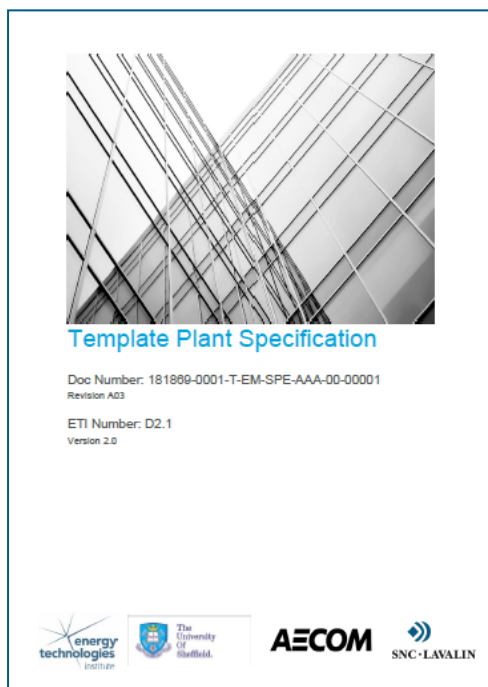 Template Plant Specification
Doc Number: 181869-0001-T-EM-SPE-AAA-00-00001
Revision A03
ETI Number: D2.1
Version 2.0
energy
technologies
institute
The
University
Of
Sheffield.
AECOM
SNC•LAVALIN